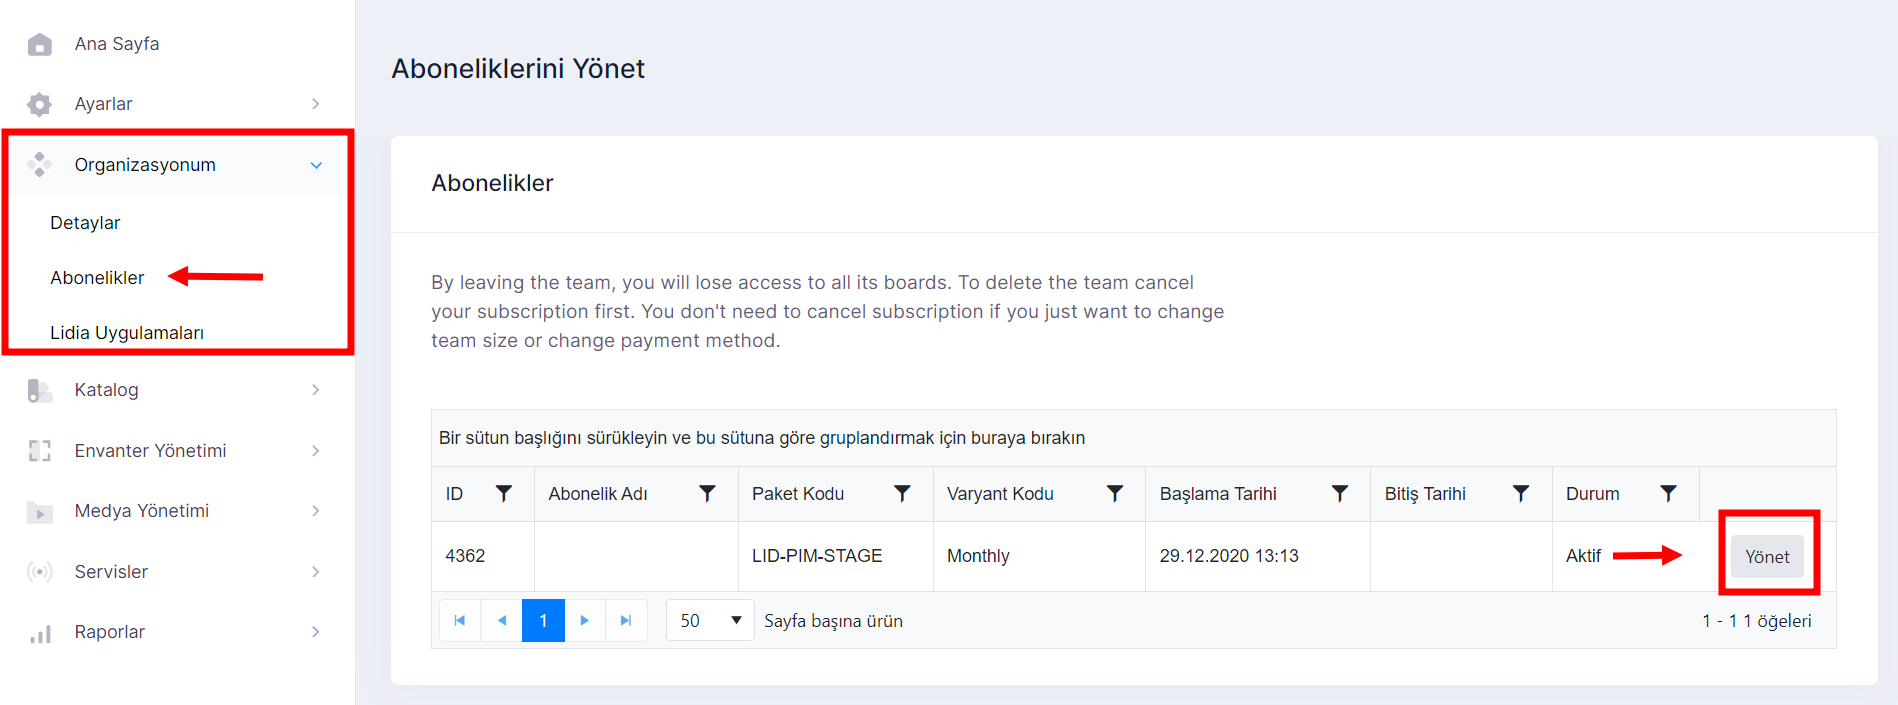 Ana Sayfa
Ayarlar
Organizasyonum
Detaylar
Abonelikler
Lidia Uygulamaları
Katalog
Envanter Yönetimi
Medya Yönetimi
Servisler
Raporlar
Aboneliklerini Yönet
Abonelikler
By leaving the team, you will lose access to all its boards. To delete the team cancel
your subscription first. You don't need to cancel subscription if you just want to change
team size or change payment method.
Bir sütun başlığını sürükleyin ve bu sütuna göre gruplandırmak için buraya bırakın
ID Abonelik Adı Paket Kodu Varyant Kodu Başlama Tarihi Bitiş Tarihi Durum
4362 LID-PIM-STAGE Monthly 29.12.2020 13:13 Aktif Yönet
1 50 Sayfa başına ürün 1 - 1 1 öğeleri